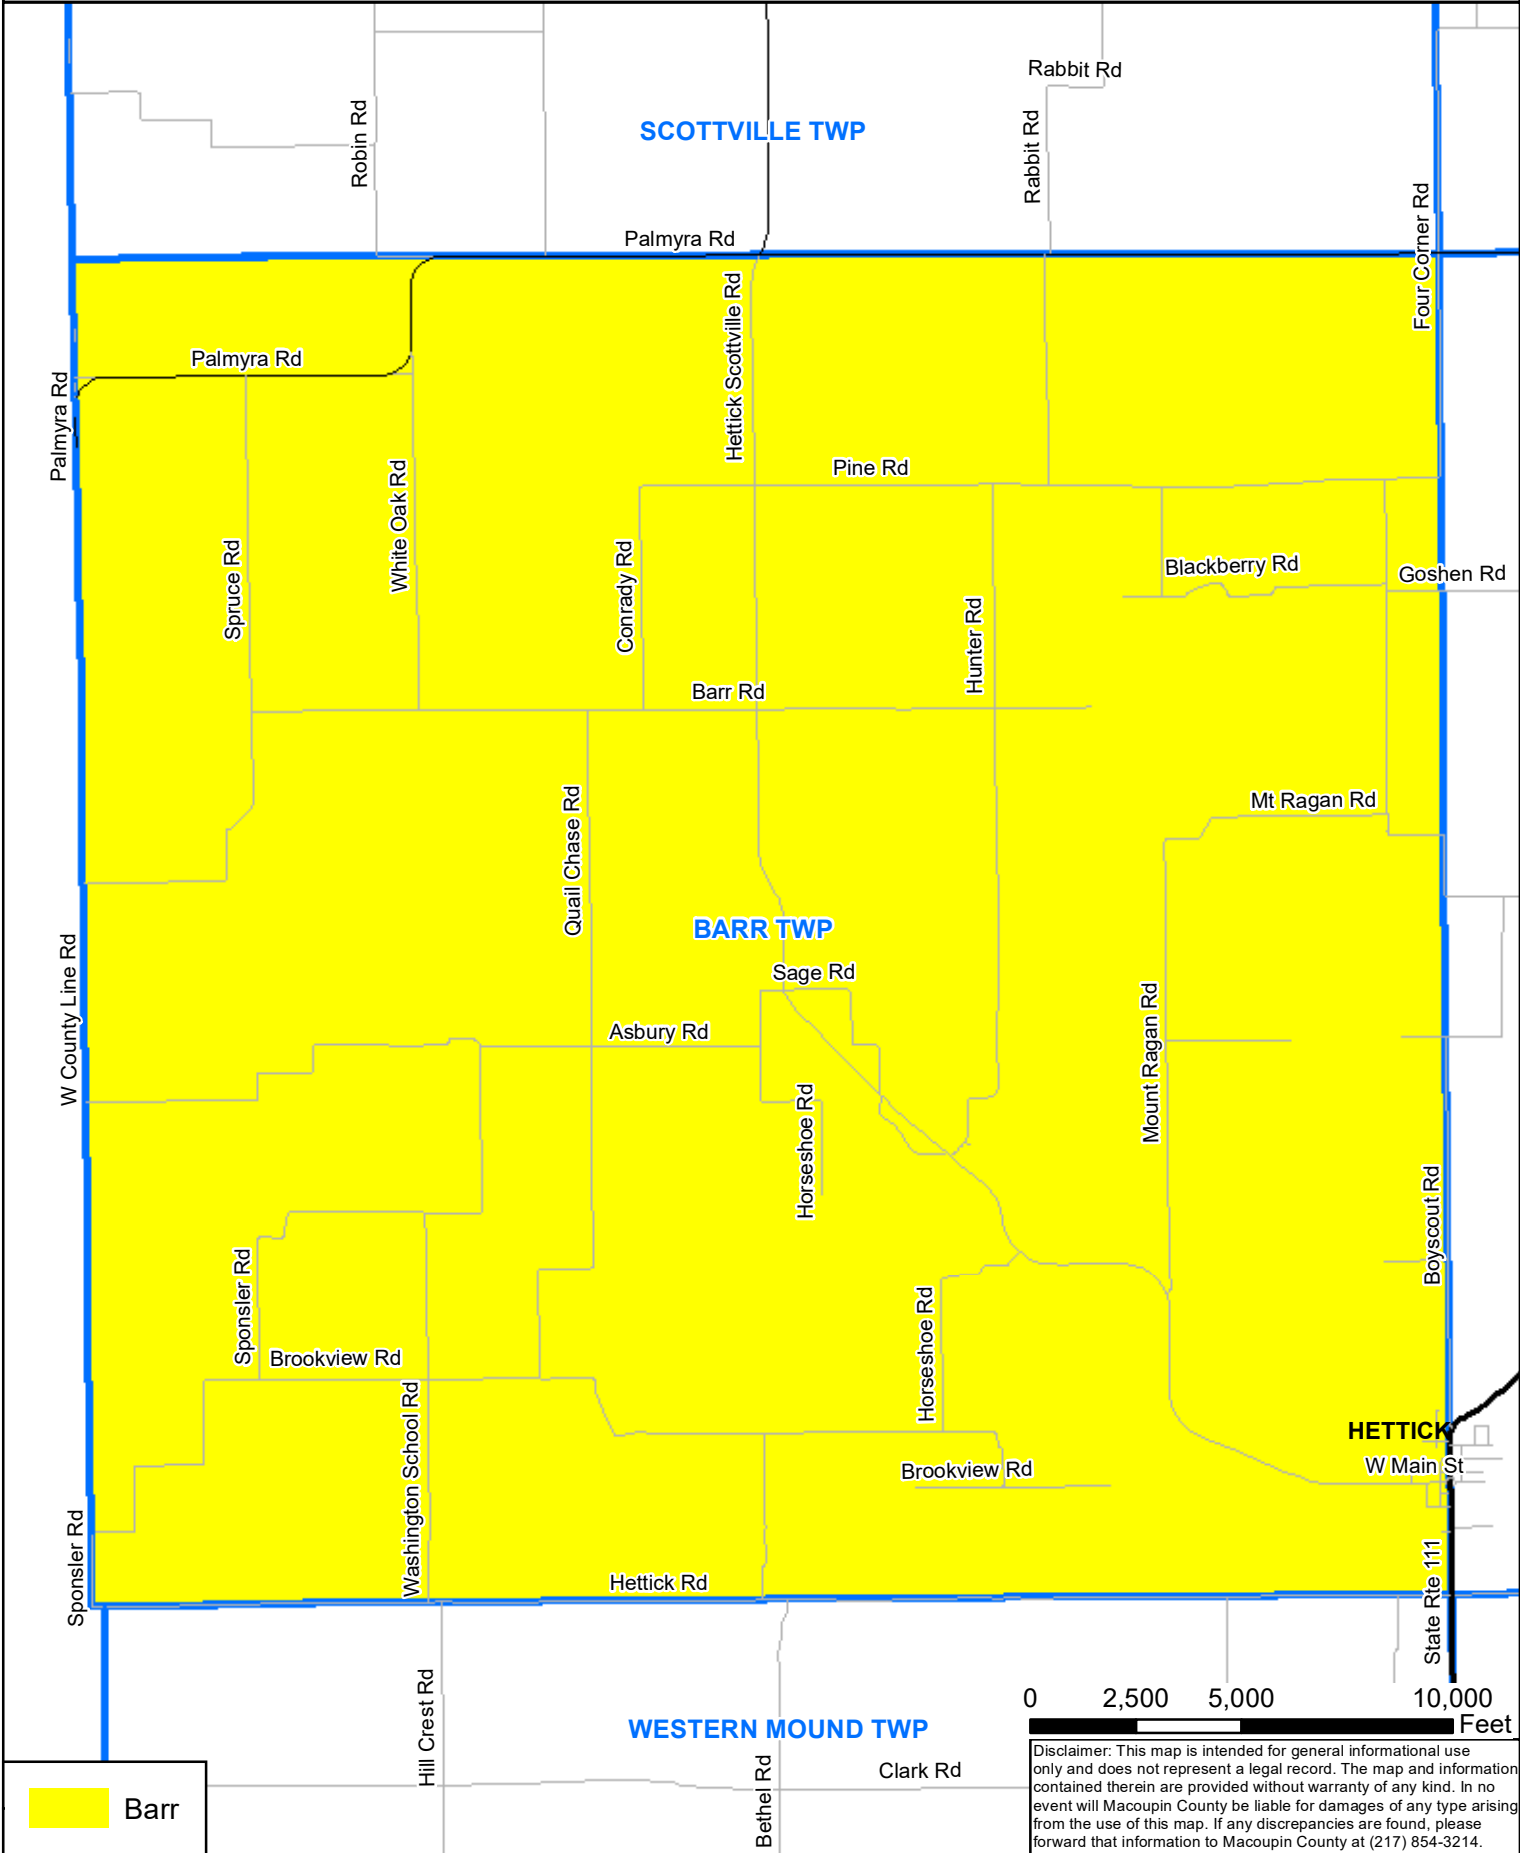 Rabbit Rd
Robin Rd
Rabbit Rd
SCOTTVILLE TWP
Four Corner Rd
Palmyra Rd
Hettick Scottville Rd
Palmyra Rd
Palmyra Rd
White Oak Rd
Pine Rd
Spruce Rd
Conrady Rd
Blackberry Rd
Goshen Rd
Hunter Rd
Barr Rd
Quail Chase Rd
Mt Ragan Rd
BARR TWP
W County Line Rd
Sage Rd
Mount Ragan Rd
Asbury Rd
Horseshoe Rd
Boyscout Rd
Sponsler Rd
Horseshoe Rd
Brookview Rd
Washington School Rd
HETTICK
W Main St
Brookview Rd
Sponsler Rd
State Rte 111
Hettick Rd
Hill Crest Rd
WESTERN MOUND TWP
Bethel Rd
Clark Rd
0 2,500 5,000 10,000
Feet
Barr
Disclaimer: This map is intended for general informational use
only and does not represent a legal record. The map and information
contained therein are provided without warranty of any kind. In no
event will Macoupin County be liable for damages of any type arising
from the use of this map. If any discrepancies are found, please
forward that information to Macoupin County at (217) 854-3214.